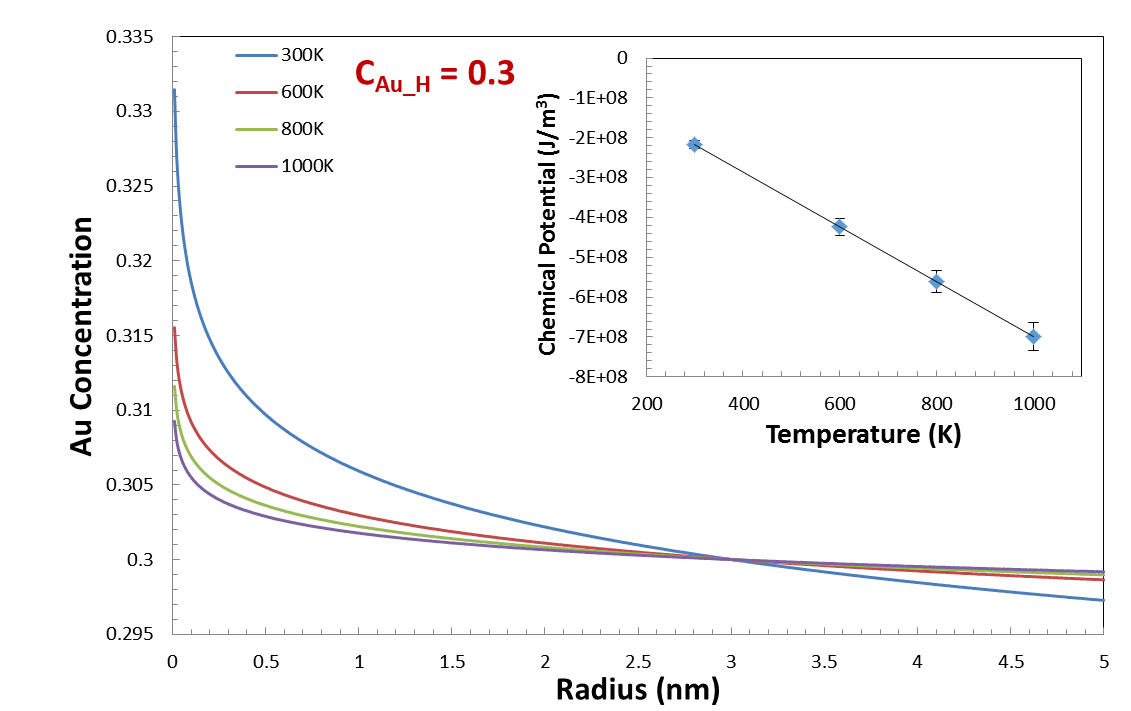 0.335
0.33
0.325
0.32
0.315
0.31
0.305
0.3
0.295
Au Concentration
300K
600K
800K
1000K
C_Au_H = 0.3
0
-1E+08
-2E+08
-3E+08
-4E+08
-5E+08
-6E+08
-7E+08
-8E+08
Chemical Potential (J/m³)
200 400 600 800 1000
Temperature (K)
0 0.5 1 1.5 2 2.5 3 3.5 4 4.5 5
Radius (nm)